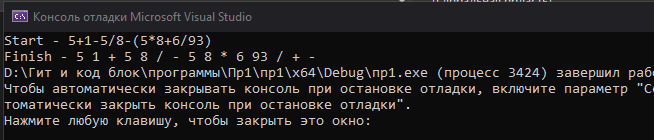 Консоль отладки Microsoft Visual Studio
Start - 5+1-5/8-(5*8+6/93)
Finish - 5 1 + 5 8 / - 5 8 * 6 93 / + -
D:\Гит и код блок\программы\Пр1\пр1\x64\Debug\пр1.exe (процесс 3424) завершил
Чтобы автоматически закрывать консоль при остановке отладки, включите параметр
томатически закрыть консоль при остановке отладки".
Нажмите любую клавишу, чтобы закрыть это окно: